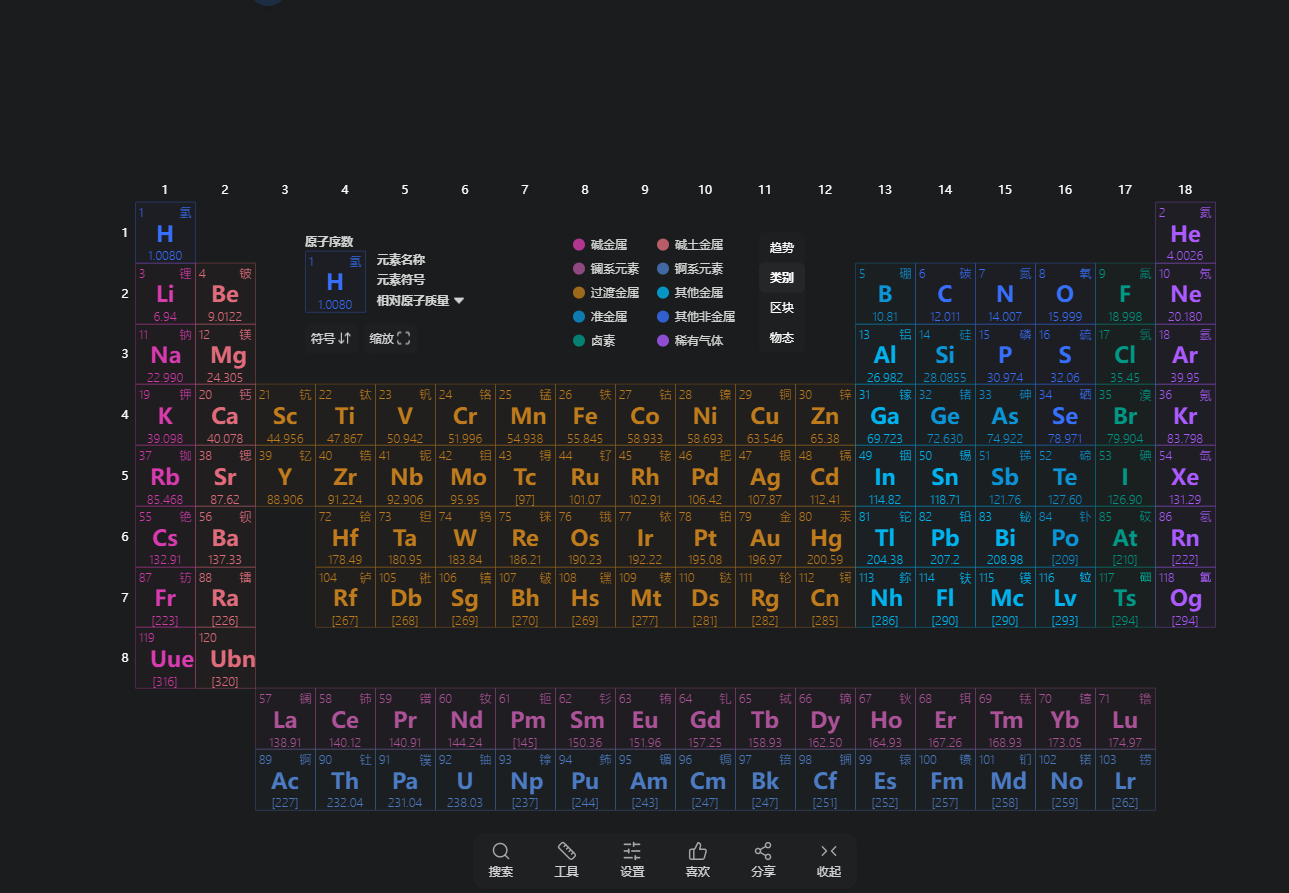 1 2 3 4 5 6 7 8 9 10 11 12 13 14 15 16 17 18
1
1 氢
H
1.0080
2 氦
He
4.0026
原子序数
1 氢
H
1.0080
元素名称
元素符号
相对原子质量
符号 缩放
碱金属 碱土金属
镧系元素 锕系元素
过渡金属 其他金属
准金属 其他非金属
卤素 稀有气体
趋势
类别
区块
物态
2
3 锂 4 铍 5 硼 6 碳 7 氮 8 氧 9 氟 10 氖
Li Be B C N O F Ne
6.94 9.0122 10.81 12.011 14.007 15.999 18.998 20.180
3
11 钠 12 镁 13 铝 14 硅 15 磷 16 硫 17 氯 18 氩
Na Mg Al Si P S Cl Ar
22.990 24.305 26.982 28.0855 30.974 32.06 35.45 39.95
4
19 钾 20 钙 21 钪 22 钛 23 钒 24 铬 25 锰 26 铁 27 钴 28 镍 29 铜 30 锌 31 镓 32 锗 33 砷 34 硒 35 溴 36 氪
K Ca Sc Ti V Cr Mn Fe Co Ni Cu Zn Ga Ge As Se Br Kr
39.098 40.078 44.956 47.867 50.942 51.996 54.938 55.845 58.933 58.693 63.546 65.38 69.723 72.630 74.922 78.971 79.904 83.798
5
37 铷 38 锶 39 钇 40 锆 41 铌 42 钼 43 锝 44 钌 45 铑 46 钯 47 银 48 镉 49 铟 50 锡 51 锑 52 碲 53 碘 54 氙
Rb Sr Y Zr Nb Mo Tc Ru Rh Pd Ag Cd In Sn Sb Te I Xe
85.468 87.62 88.906 91.224 92.906 95.95 [97] 101.07 102.91 106.42 107.87 112.41 114.82 118.71 121.76 127.60 126.90 131.29
6
55 铯 56 钡 72 铪 73 钽 74 钨 75 铼 76 锇 77 铱 78 铂 79 金 80 汞 81 铊 82 铅 83 铋 84 钋 85 砹 86 氡
Cs Ba Hf Ta W Re Os Ir Pt Au Hg Tl Pb Bi Po At Rn
132.91 137.33 178.49 180.95 183.84 186.21 190.23 192.22 195.08 196.97 200.59 204.38 207.2 208.98 [209] [210] [222]
7
87 钫 88 镭 104 𬬻 105 𬭊 106 𬭳 107 𬭛 108 𬭶 109 鿏 110 𫟼 111 𬬭 112 鿔 113 鿭 114 𫓧 115 镆 116 𫟷 117 鿬 118 鿫
Fr Ra Rf Db Sg Bh Hs Mt Ds Rg Cn Nh Fl Mc Lv Ts Og
[223] [226] [267] [268] [269] [270] [269] [277] [281] [282] [285] [286] [290] [290] [293] [294] [294]
8
119 120
Uue Ubn
[316] [320]
57 镧 58 铈 59 镨 60 钕 61 钷 62 钐 63 铕 64 钆 65 铽 66 镝 67 钬 68 铒 69 铥 70 镱 71 镥
La Ce Pr Nd Pm Sm Eu Gd Tb Dy Ho Er Tm Yb Lu
138.91 140.12 140.91 144.24 [145] 150.36 151.96 157.25 158.93 162.50 164.93 167.26 168.93 173.05 174.97
89 锕 90 钍 91 镤 92 铀 93 镎 94 钚 95 镅 96 锔 97 锫 98 锎 99 锿 100 镄 101 钔 102 锘 103 铹
Ac Th Pa U Np Pu Am Cm Bk Cf Es Fm Md No Lr
[227] 232.04 231.04 238.03 [237] [244] [243] [247] [247] [251] [252] [257] [258] [259] [262]
搜索 工具 设置 喜欢 分享 收起